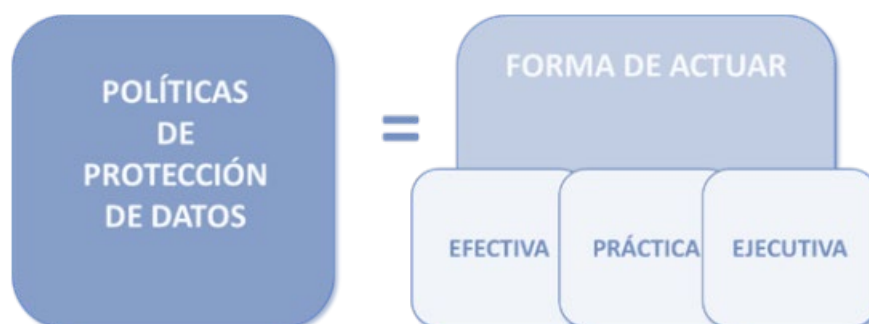 POLÍTICAS
DE
PROTECCIÓN
DE DATOS
=
FORMA DE ACTUAR
EFECTIVA
PRÁCTICA
EJECUTIVA